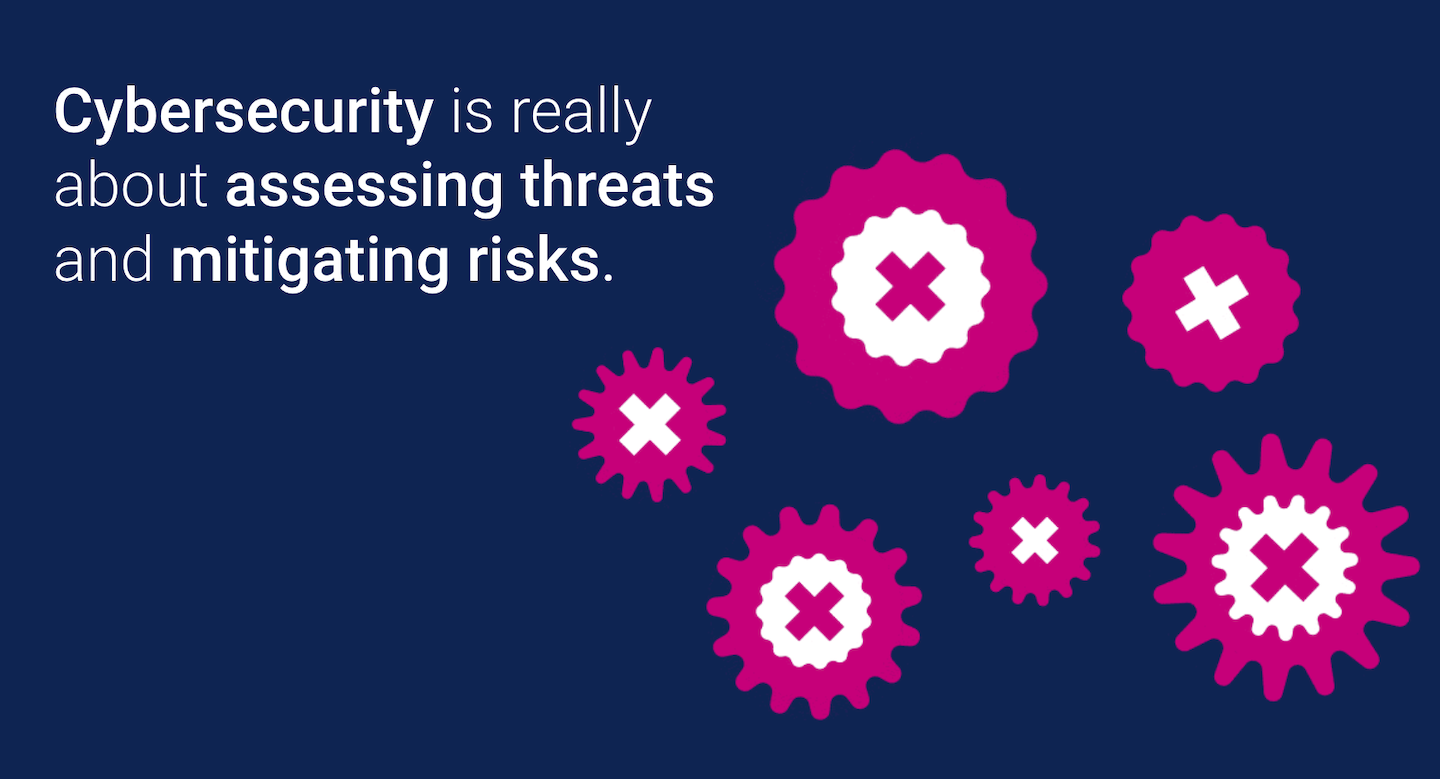 Cybersecurity is really
about assessing threats
and mitigating risks.